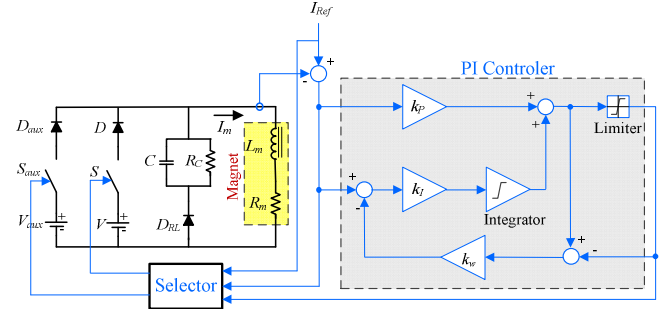 I_Ref
+
-
PI Controler
D_aux
D
I_m
L_m
k_P
+
+
Limiter
S_aux
S
C
R_C
Magnet
R_m
+
-
k_I
Integrator
V_aux
+
-
V
+
-
D_RL
k_w
+
-
Selector